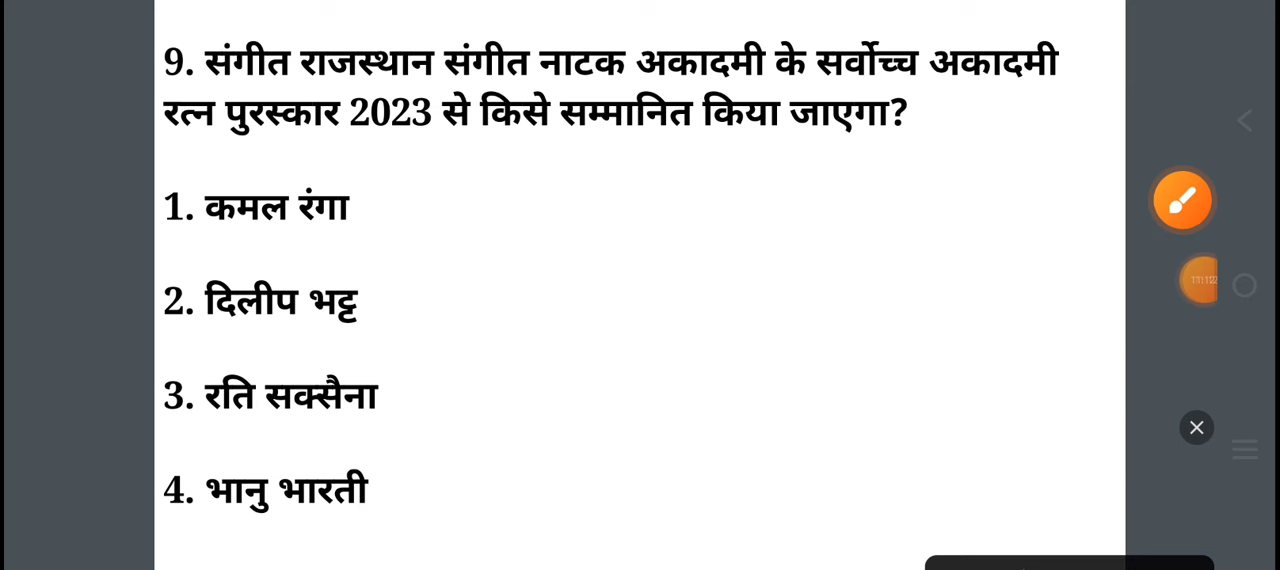 9. संगीत राजस्थान संगीत नाटक अकादमी के सर्वोच्च अकादमी
रत्न पुरस्कार 2023 से किसे सम्मानित किया जाएगा?
1. कमल रंगा
2. दिलीप भट्ट
3. रति सक्सैना
4. भानु भारती